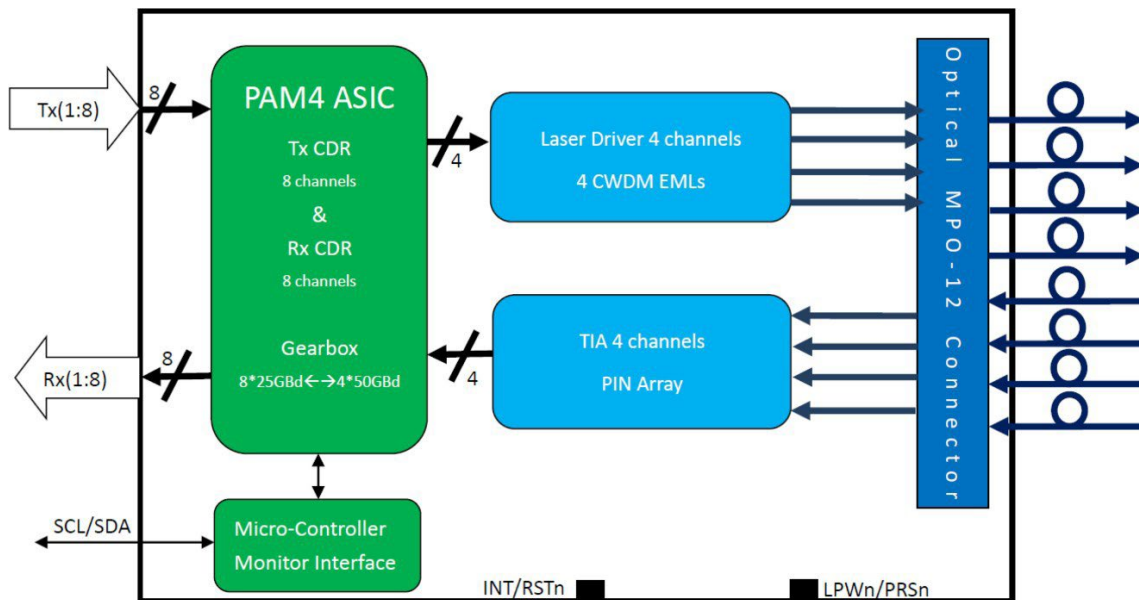 Tx(1:8)
8
PAM4 ASIC
Tx CDR
8 channels
&
Rx CDR
8 channels
Gearbox
8*25GBd←→4*50GBd
4
Laser Driver 4 channels
4 CWDM EMLs
Optical MPO-12 Connector
Rx(1:8)
8
4
TIA 4 channels
PIN Array
SCL/SDA
Micro-Controller
Monitor Interface
INT/RSTn
LPWn/PRSn